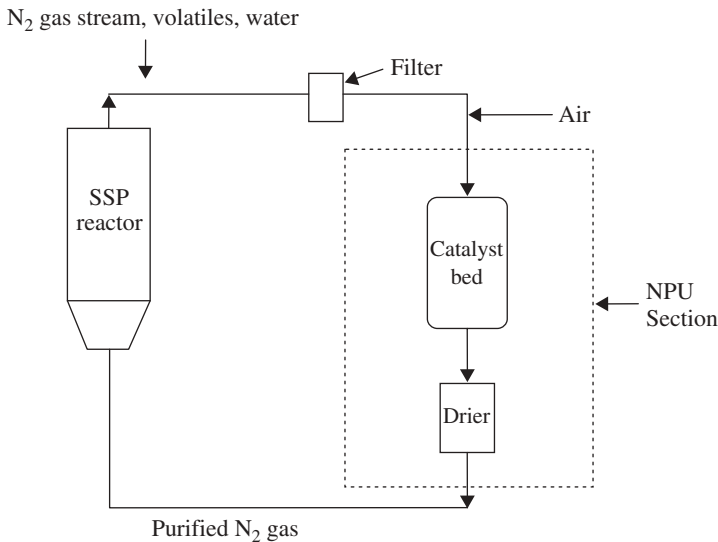 N₂ gas stream, volatiles, water
Filter
Air
SSP
reactor
Catalyst
bed
NPU
Section
Drier
Purified N₂ gas